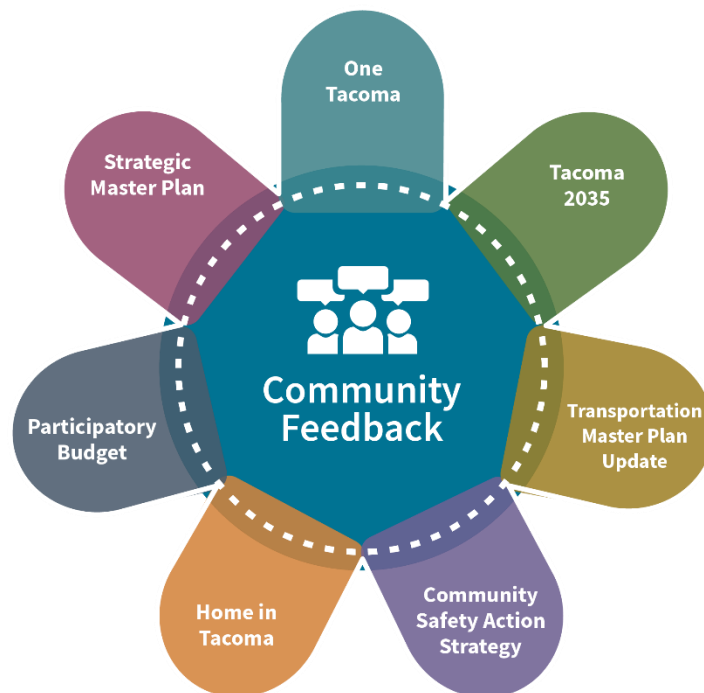 One
Tacoma
Tacoma
2035
Transportation
Master Plan
Update
Community
Safety Action
Strategy
Home in
Tacoma
Participatory
Budget
Strategic
Master Plan
Community
Feedback